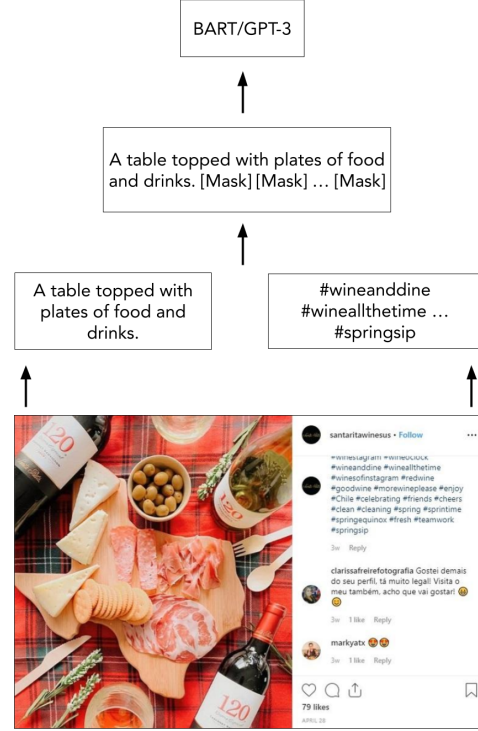 BART/GPT-3
A table topped with plates of food
and drinks. [Mask] [Mask] … [Mask]
A table topped with
plates of food and
drinks.
#wineanddine
#wineallthetime …
#springsip
santaritawinesus • Follow
#winestagram #wineoclock
#wineanddine #wineallthetime
#winesofinstagram #redwine
#goodwine #morewineplease #enjoy
#Chile #celebrating #friends #cheers
#clean #cleaning #spring #sprintime
#springequinox #fresh #teamwork
#springsip
3w Reply
clarissafreirefotografia Gostei demais
do seu perfil, tá muito legal! Visita o
meu também, acho que vai gostar! 😀
😀
3w 1 like Reply
markyatx 😍😍
3w 1 like Reply
79 likes
APRIL 28
120
120
120